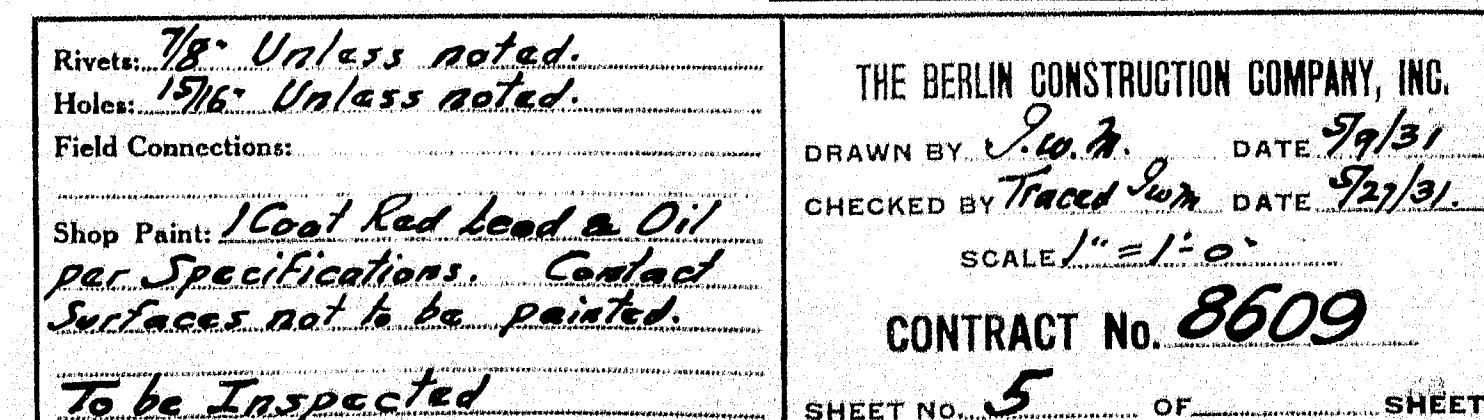 Rivets: 7/8" Unless noted.
Holes: 15/16" Unless noted.
Field Connections:
Shop Paint: 1 Coat Red Lead & Oil
per Specifications. Contact
Surfaces not to be painted.
To be Inspected
THE BERLIN CONSTRUCTION COMPANY, INC.
DRAWN BY J.W.M. DATE 5/9/31
CHECKED BY Traced JWM DATE 5/27/31.
SCALE 1" = 1'-0"
CONTRACT No. 8609
SHEET No. 5 OF SHEET